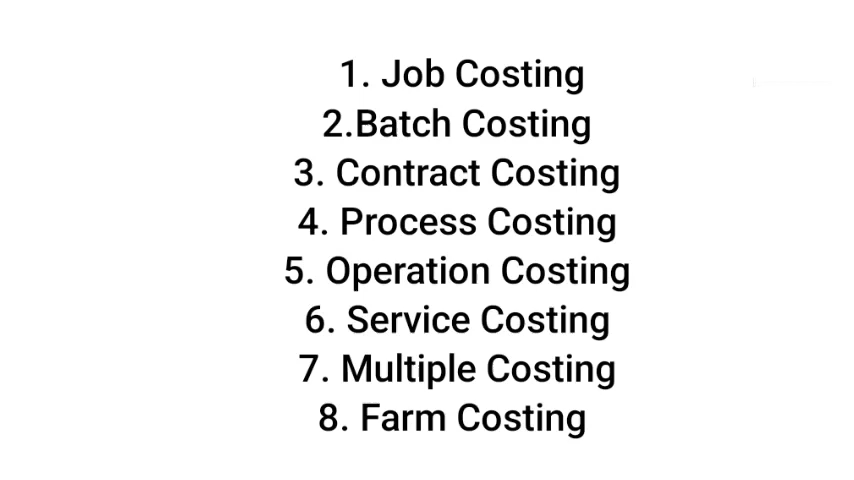 1. Job Costing
2.Batch Costing
3. Contract Costing
4. Process Costing
5. Operation Costing
6. Service Costing
7. Multiple Costing
8. Farm Costing